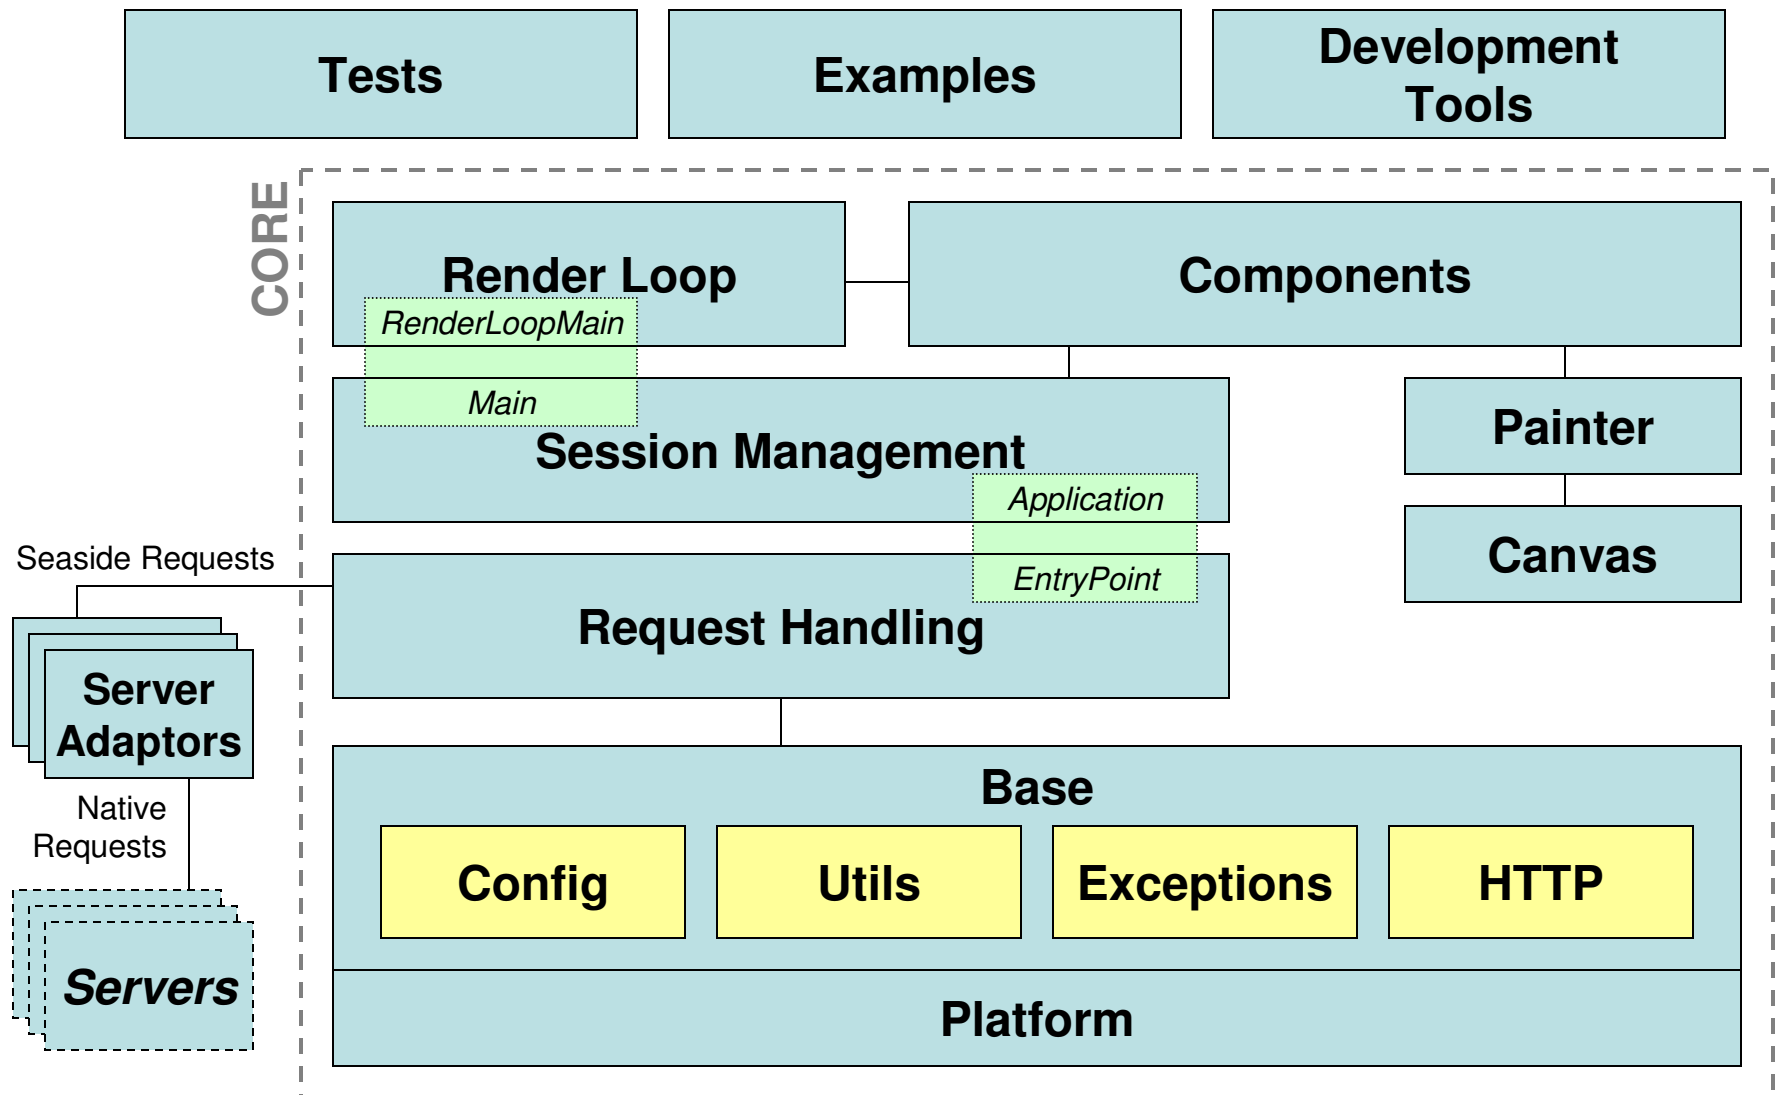 Tests
Examples
Development
Tools
CORE
Render Loop
Components
RenderLoopMain
Main
Session Management
Painter
Application
Canvas
Seaside Requests
EntryPoint
Request Handling
Server
Adaptors
Native
Requests
Base
Config
Utils
Exceptions
HTTP
Servers
Platform